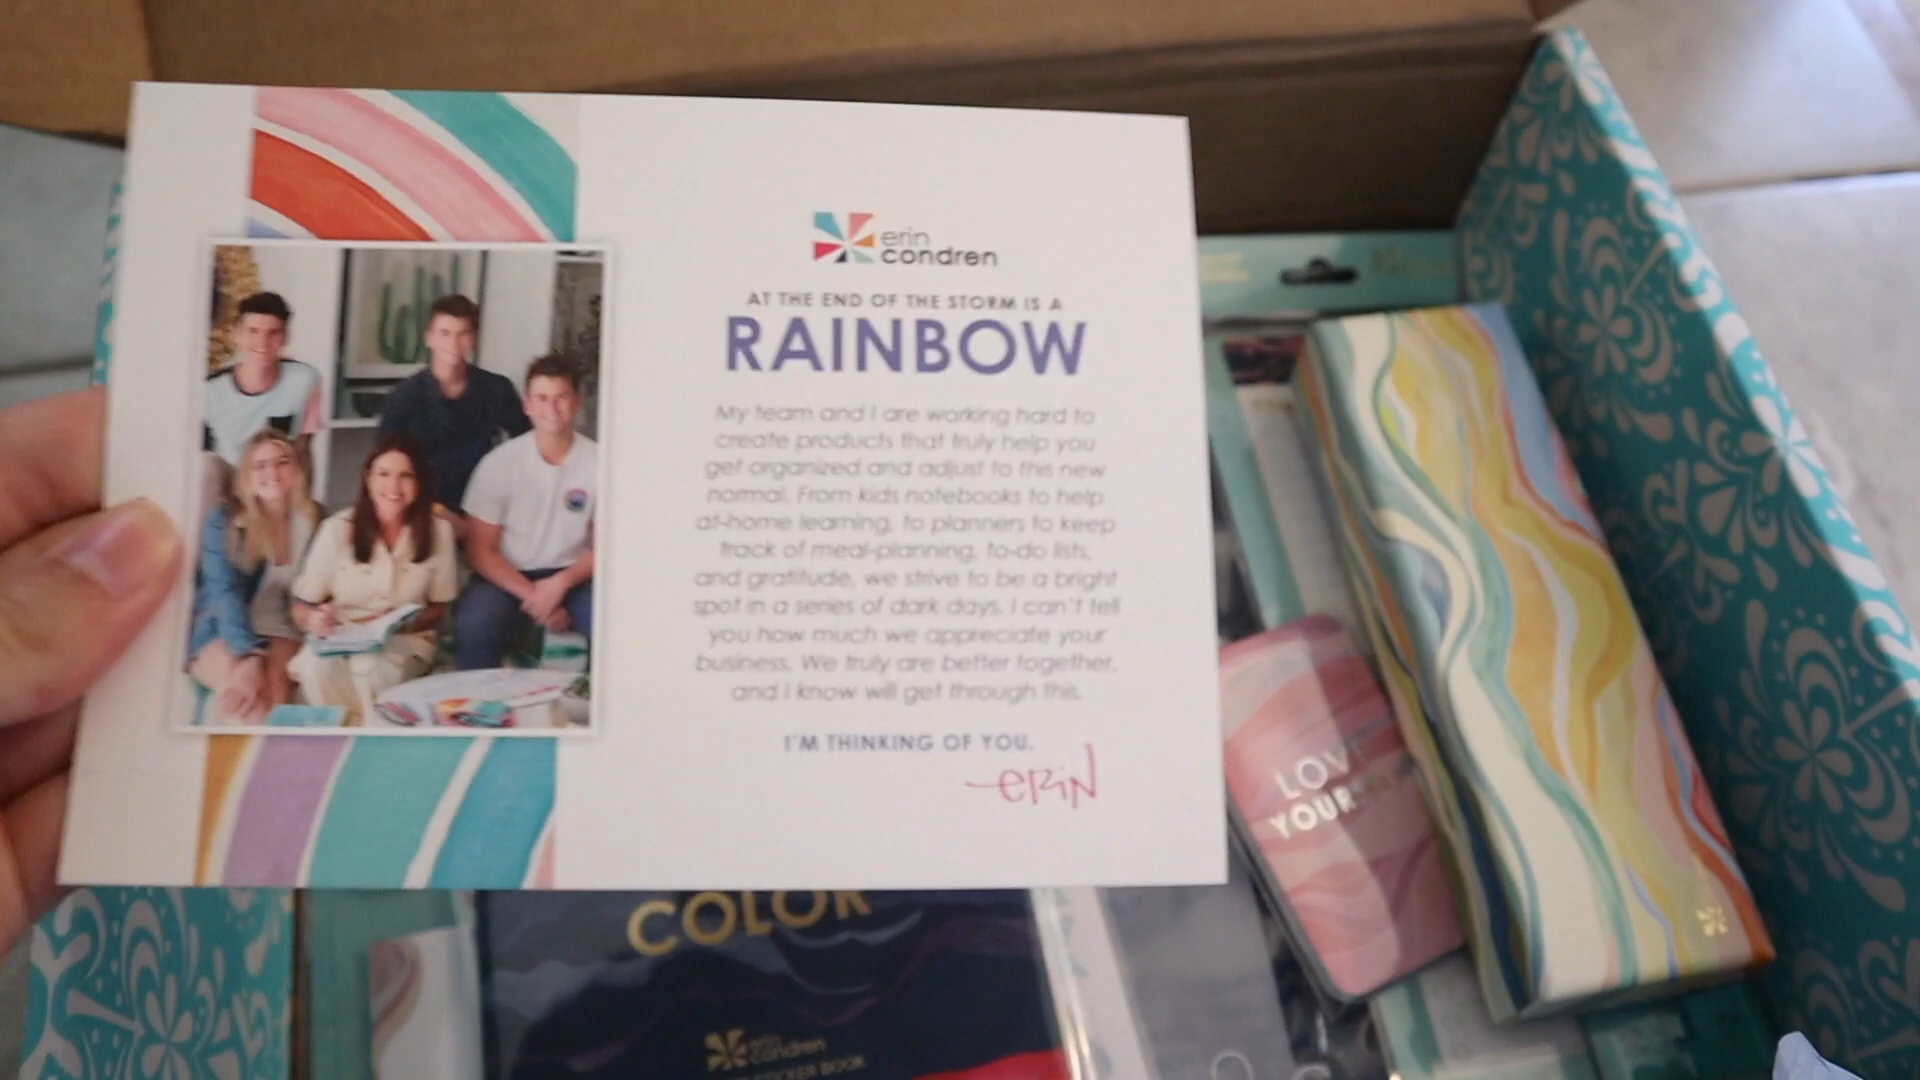 erin
condren
AT THE END OF THE STORM IS A
RAINBOW
My team and I are working hard to
create products that truly help you
get organized and adjust to this new
normal. From kids notebooks to help
at-home learning, to planners to keep
track of meal-planning, to-do lists,
and gratitude, we strive to be a bright
spot in a series of dark days. I can't tell
you how much we appreciate your
business. We truly are better together,
and I know will get through this.
I'M THINKING OF YOU,
-erin
LOVE
COLOR
erin
condren
STICKER BOOK